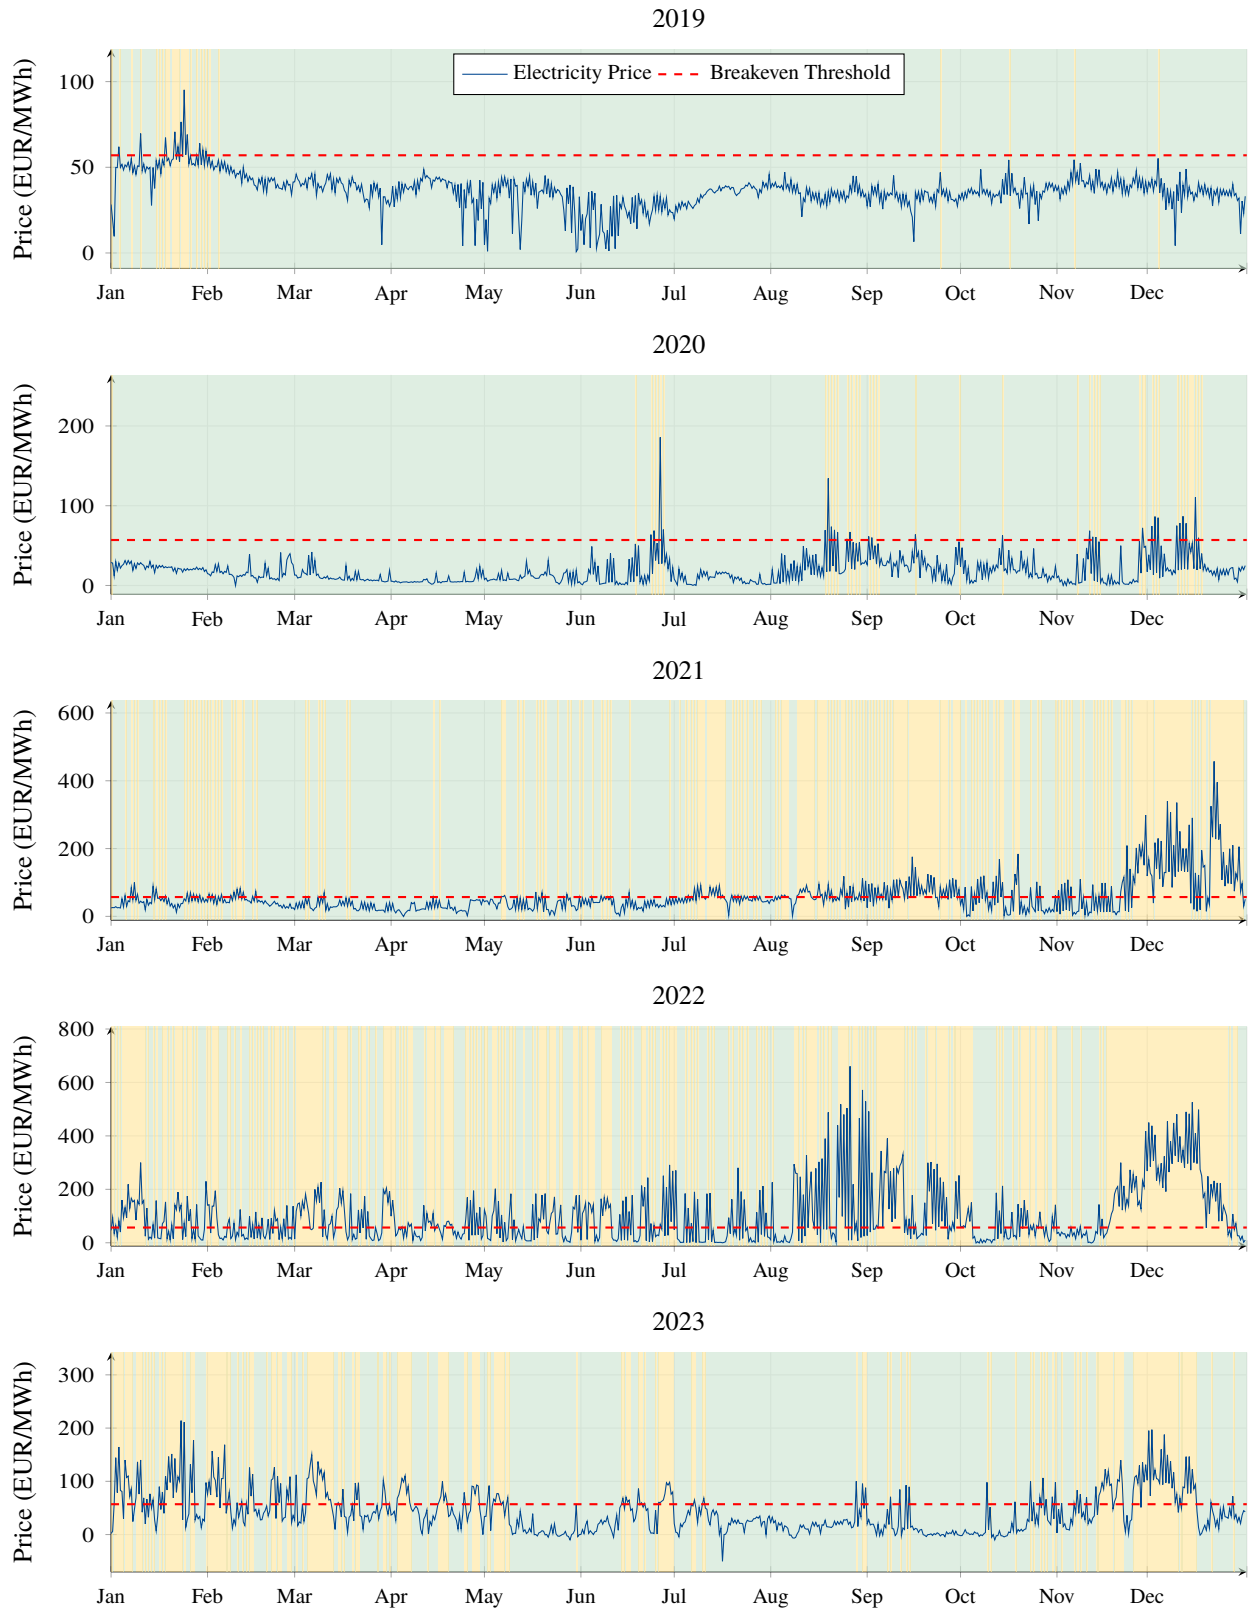 2019
Price (EUR/MWh)
100
50
0
Electricity Price
Breakeven Threshold
Jan Feb Mar Apr May Jun Jul Aug Sep Oct Nov Dec
2020
Price (EUR/MWh)
200
100
0
Jan Feb Mar Apr May Jun Jul Aug Sep Oct Nov Dec
2021
Price (EUR/MWh)
600
400
200
0
Jan Feb Mar Apr May Jun Jul Aug Sep Oct Nov Dec
2022
Price (EUR/MWh)
800
600
400
200
0
Jan Feb Mar Apr May Jun Jul Aug Sep Oct Nov Dec
2023
Price (EUR/MWh)
300
200
100
0
Jan Feb Mar Apr May Jun Jul Aug Sep Oct Nov Dec